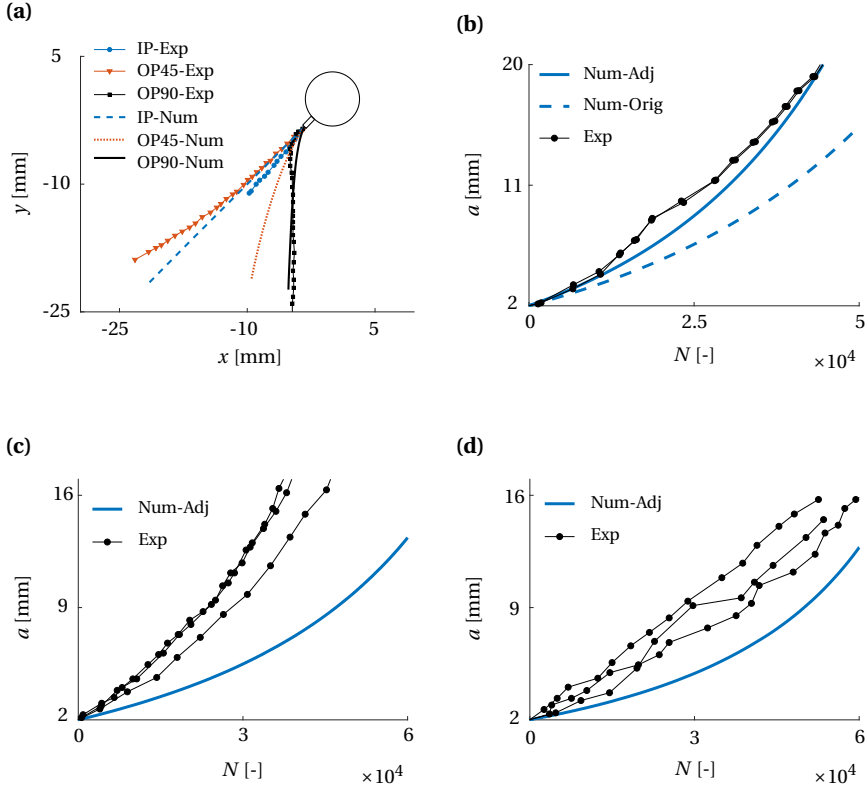 (a)
IP-Exp
OP45-Exp
OP90-Exp
IP-Num
OP45-Num
OP90-Num
5
-10
-25
y [mm]
-25
-10
5
x [mm]
(b)
Num-Adj
Num-Orig
Exp
20
11
2
a [mm]
0
2.5
5
N [-]
×10⁴
(c)
Num-Adj
Exp
16
9
2
a [mm]
0
3
6
N [-]
×10⁴
(d)
Num-Adj
Exp
16
9
2
a [mm]
0
3
6
N [-]
×10⁴